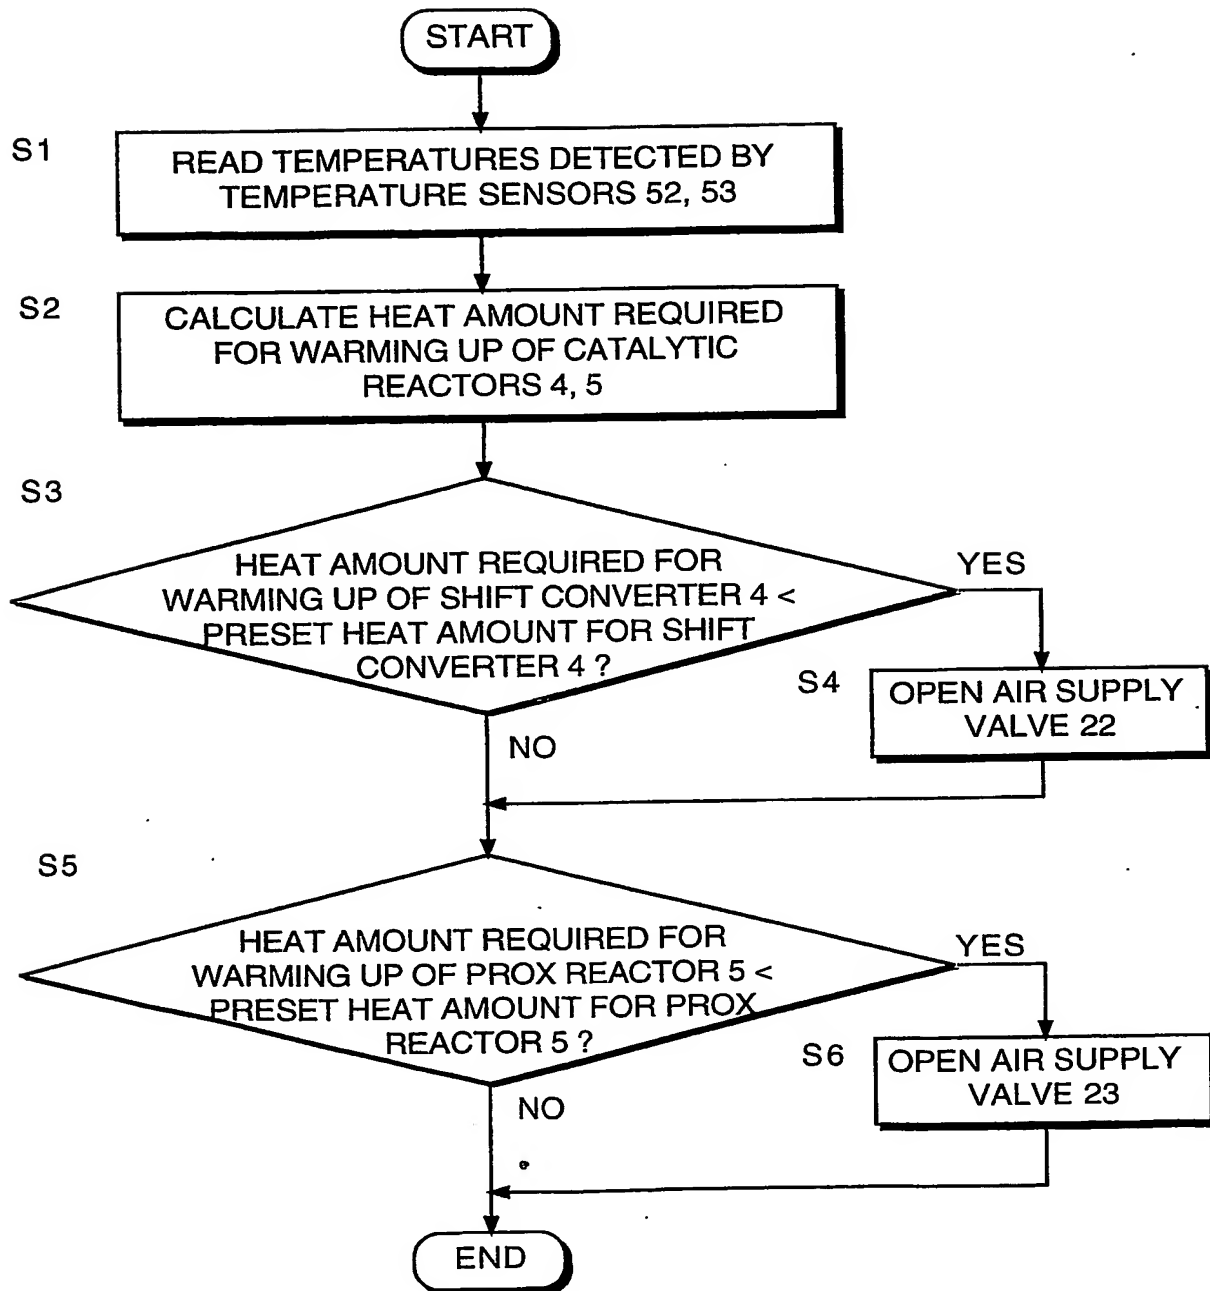 START
S1
READ TEMPERATURES DETECTED BY
TEMPERATURE SENSORS 52, 53
S2
CALCULATE HEAT AMOUNT REQUIRED
FOR WARMING UP OF CATALYTIC
REACTORS 4, 5
S3
HEAT AMOUNT REQUIRED FOR
WARMING UP OF SHIFT CONVERTER 4 <
PRESET HEAT AMOUNT FOR SHIFT
CONVERTER 4 ?
YES
S4
OPEN AIR SUPPLY
VALVE 22
NO
S5
HEAT AMOUNT REQUIRED FOR
WARMING UP OF PROX REACTOR 5 <
PRESET HEAT AMOUNT FOR PROX
REACTOR 5 ?
YES
S6
OPEN AIR SUPPLY
VALVE 23
NO
END